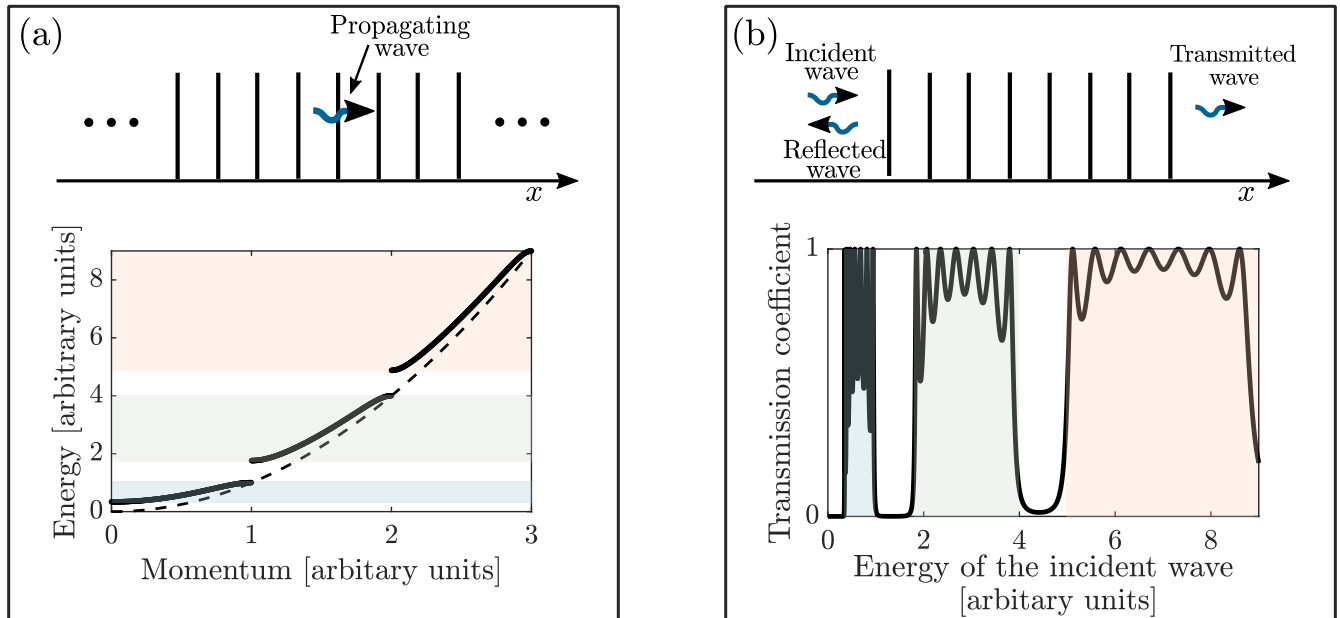 (a)
Propagating
wave
x
Energy [arbitrary units]
8
6
4
2
0
0 1 2 3
Momentum [arbitary units]
(b)
Incident
wave
Transmitted
wave
Reflected
wave
x
Transmission coefficient
1
0
0 2 4 6 8
Energy of the incident wave
[arbitary units]